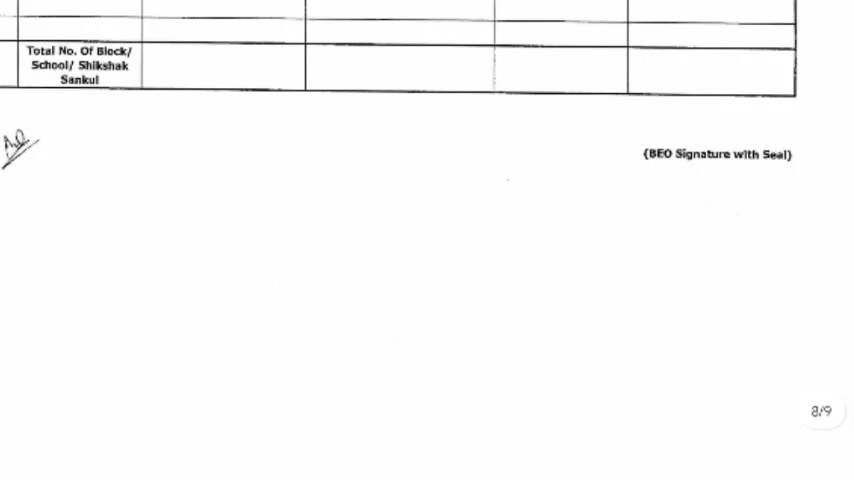 Total No. Of Block/
School/ Shikshak
Sankul
(BEO Signature with Seal)
8/9